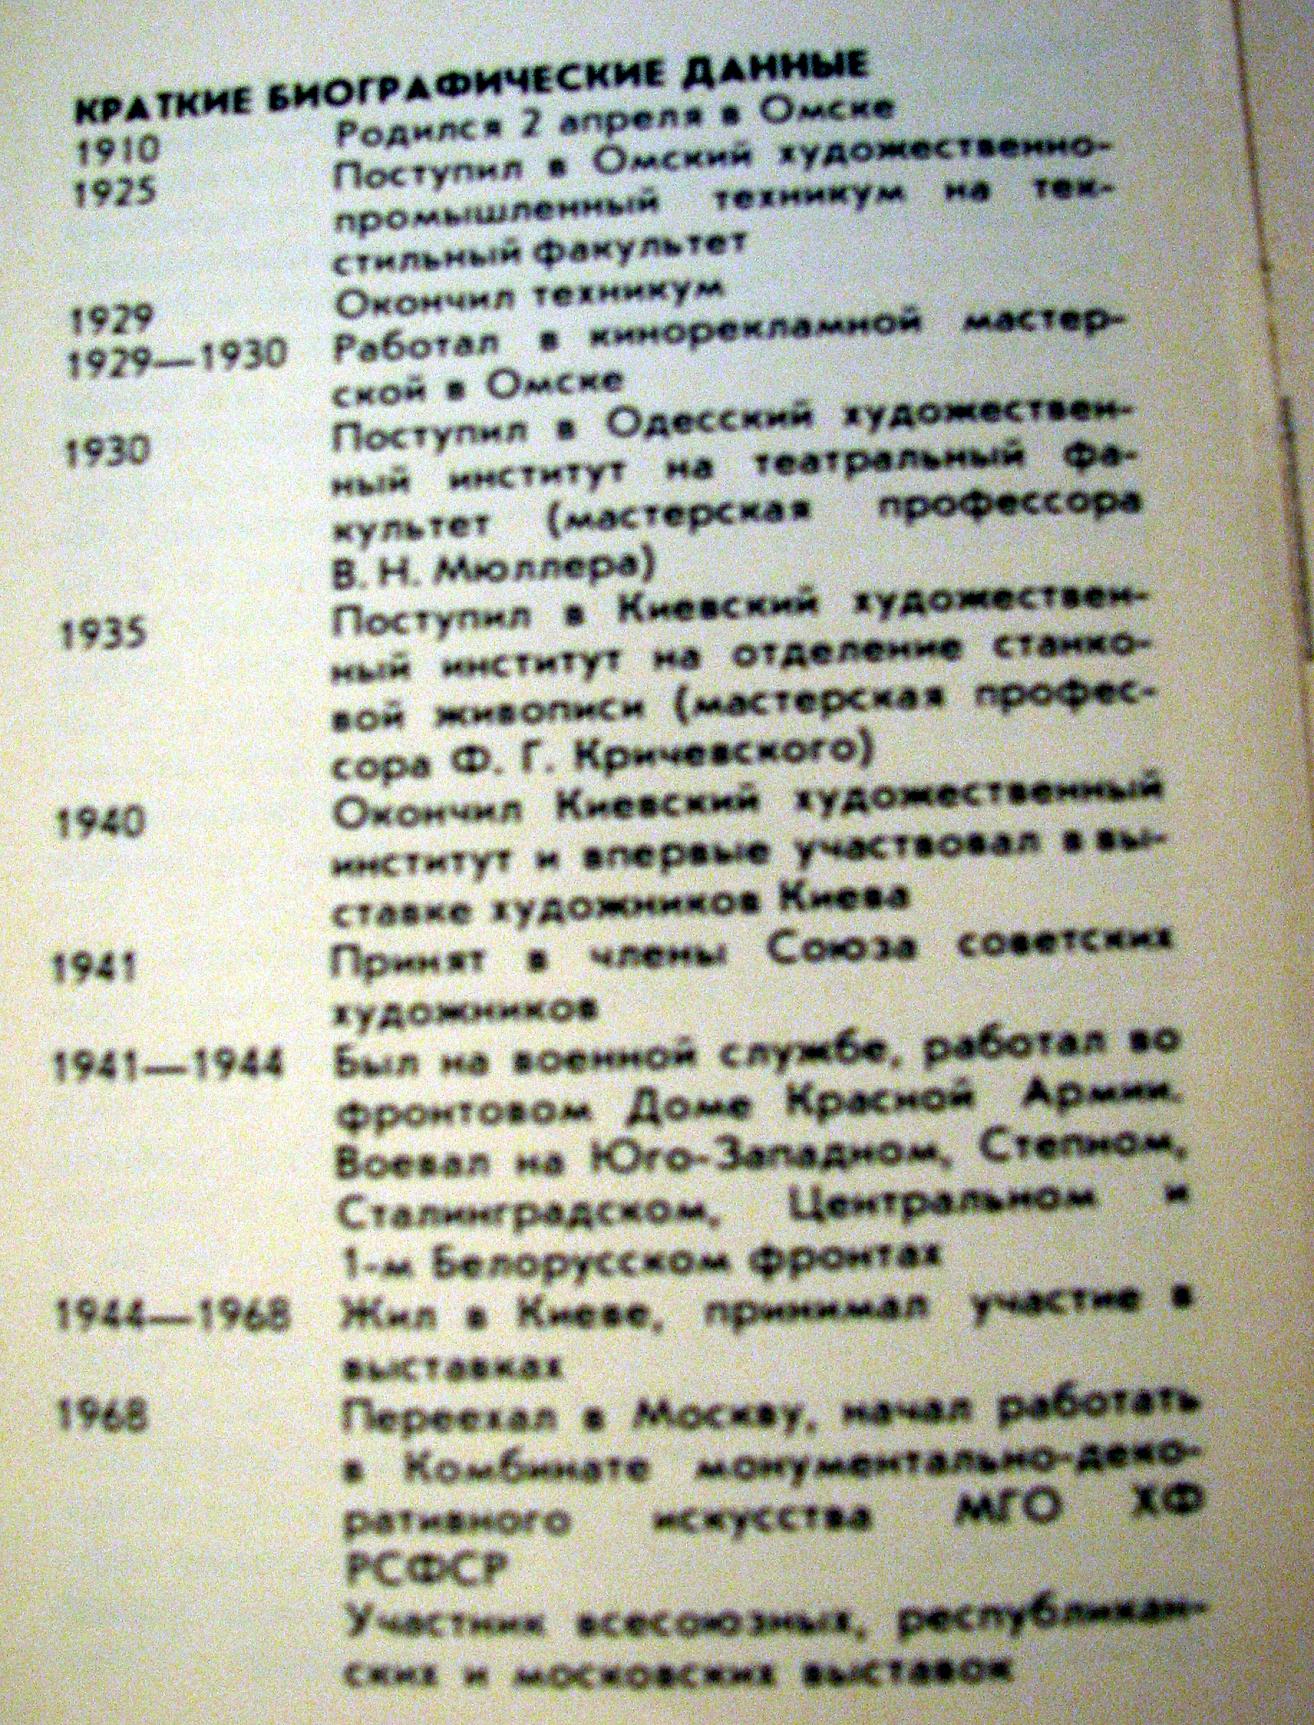 КРАТКИЕ БИОГРАФИЧЕСКИЕ ДАННЫЕ
1910 Родился 2 апреля в Омске
1925 Поступил в Омский художественно-
промышленный техникум на тек-
стильный факультет
1929 Окончил техникум
1929—1930 Работал в кинорекламной мастер-
ской в Омске
1930 Поступил в Одесский художествен-
ный институт на театральный фа-
культет (мастерская профессора
В. Н. Мюллера)
1935 Поступил в Киевский художествен-
ный институт на отделение станко-
вой живописи (мастерская профес-
сора Ф. Г. Кричевского)
1940 Окончил Киевский художественный
институт и впервые участвовал в вы-
ставке художников Киева
1941 Принят в члены Союза советских
художников
1941—1944 Был на военной службе, работал во
фронтовом Доме Красной Армии.
Воевал на Юго-Западном, Степном,
Сталинградском, Центральном и
1-м Белорусском фронтах
1944—1968 Жил в Киеве, принимал участие в
выставках
1968 Переехал в Москву, начал работать
в Комбинате монументально-деко-
ративного искусства МГО ХФ
РСФСР
Участник всесоюзных, республикан-
ских и московских выставок